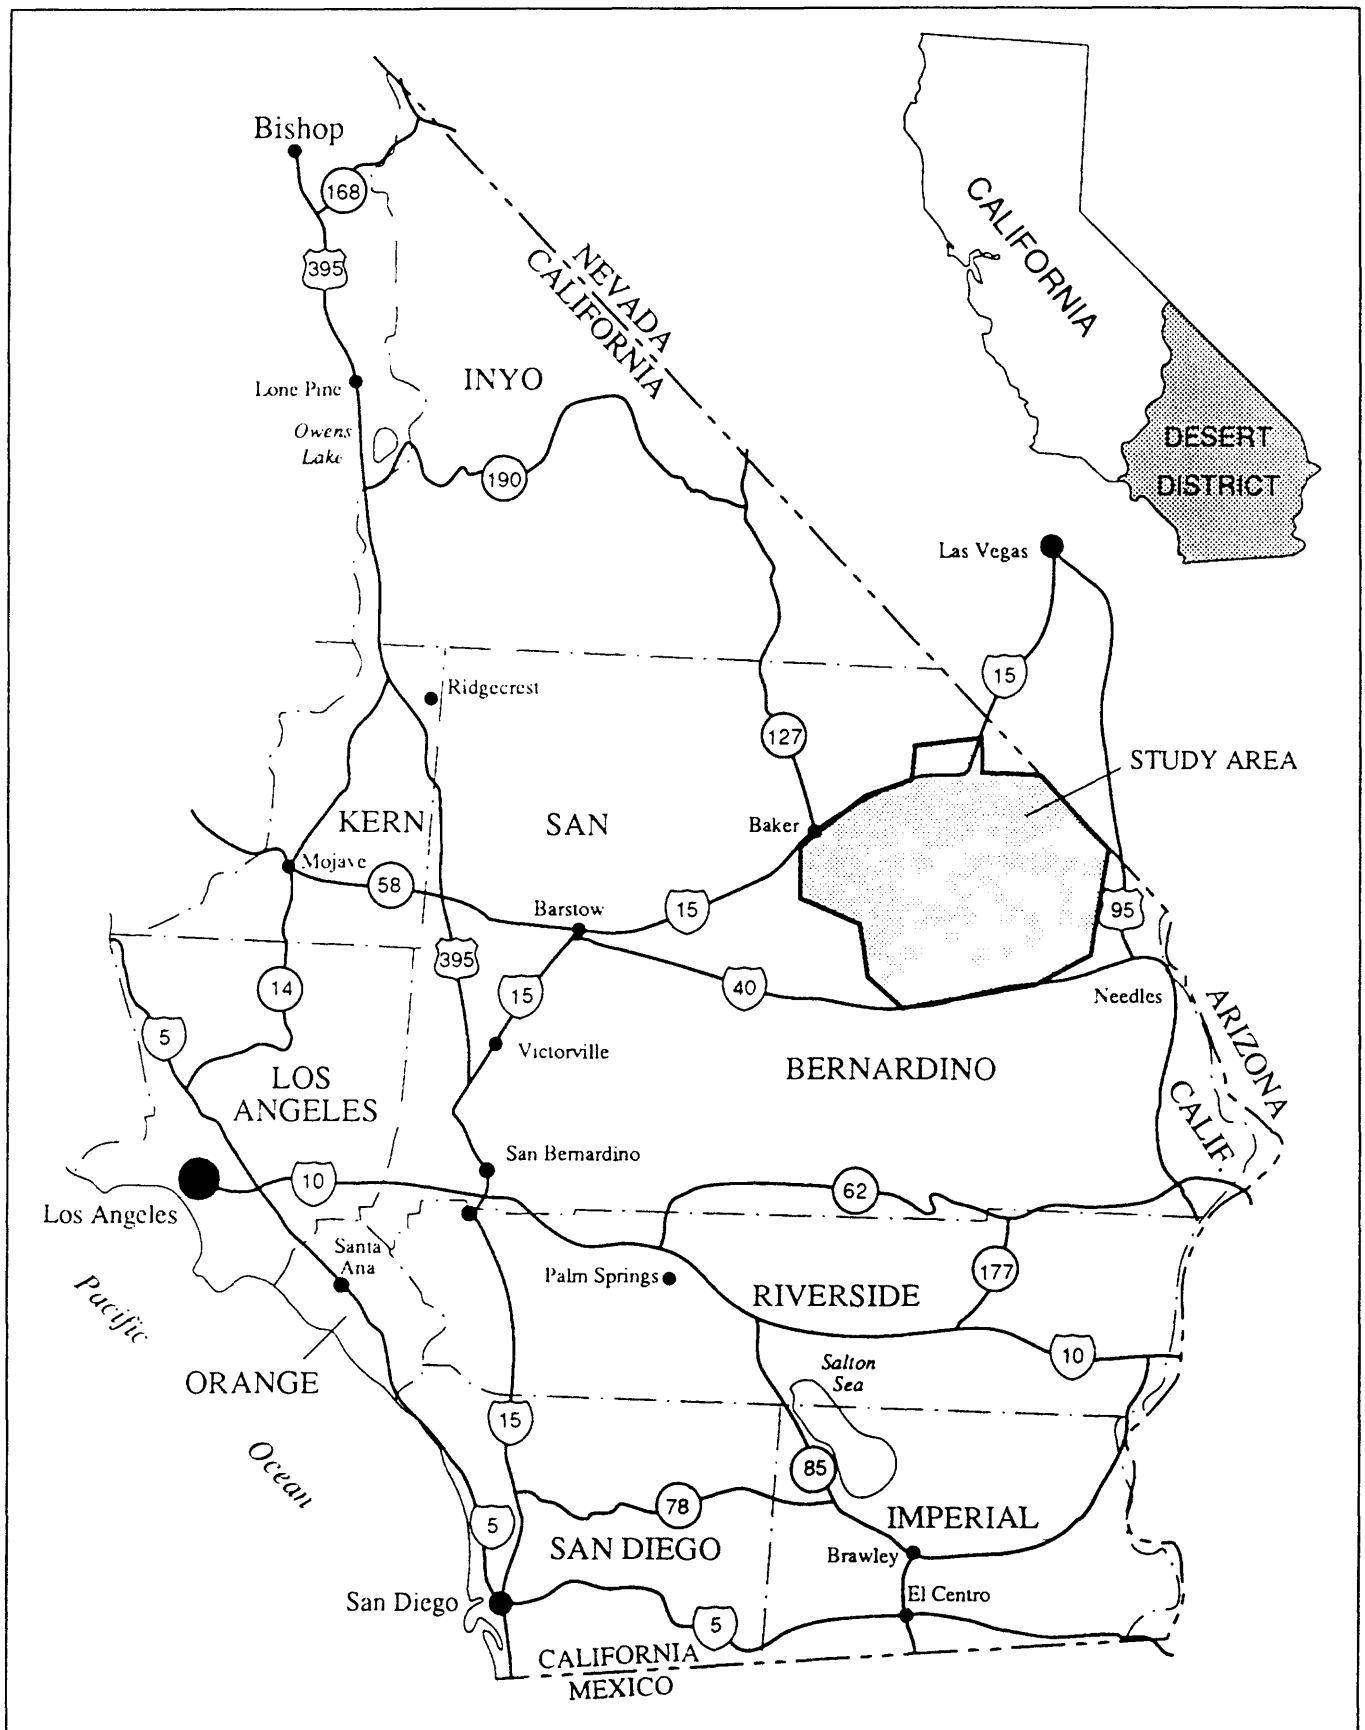 Bishop
168
395
NEVADA
CALIFORNIA
CALIFORNIA
DESERT
DISTRICT
Lone Pine
INYO
Owens
Lake
190
Las Vegas
15
Ridgecrest
127
STUDY AREA
KERN
SAN
Baker
Mojave
58
Barstow
15
95
395
14
15
40
Needles
5
Victorville
BERNARDINO
ARIZONA
CALIF
LOS
ANGELES
San Bernardino
10
62
Los Angeles
Santa
Ana
Palm Springs
177
RIVERSIDE
Pacific
10
Salton
Sea
ORANGE
15
85
Ocean
78
5
IMPERIAL
SAN DIEGO
Brawley
El Centro
San Diego
5
CALIFORNIA
MEXICO